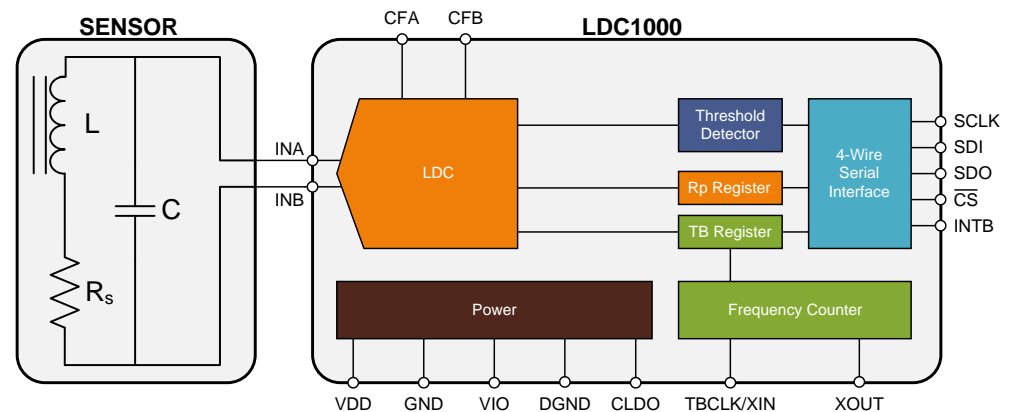 CFA
CFB
SENSOR
LDC1000
L
C
Rs
INA
INB
LDC
Threshold
Detector
Rp Register
TB Register
4-Wire
Serial
Interface
SCLK
SDI
SDO
C̅S̅
INTB
Power
Frequency Counter
VDD
GND
VIO
DGND
CLDO
TBCLK/XIN
XOUT